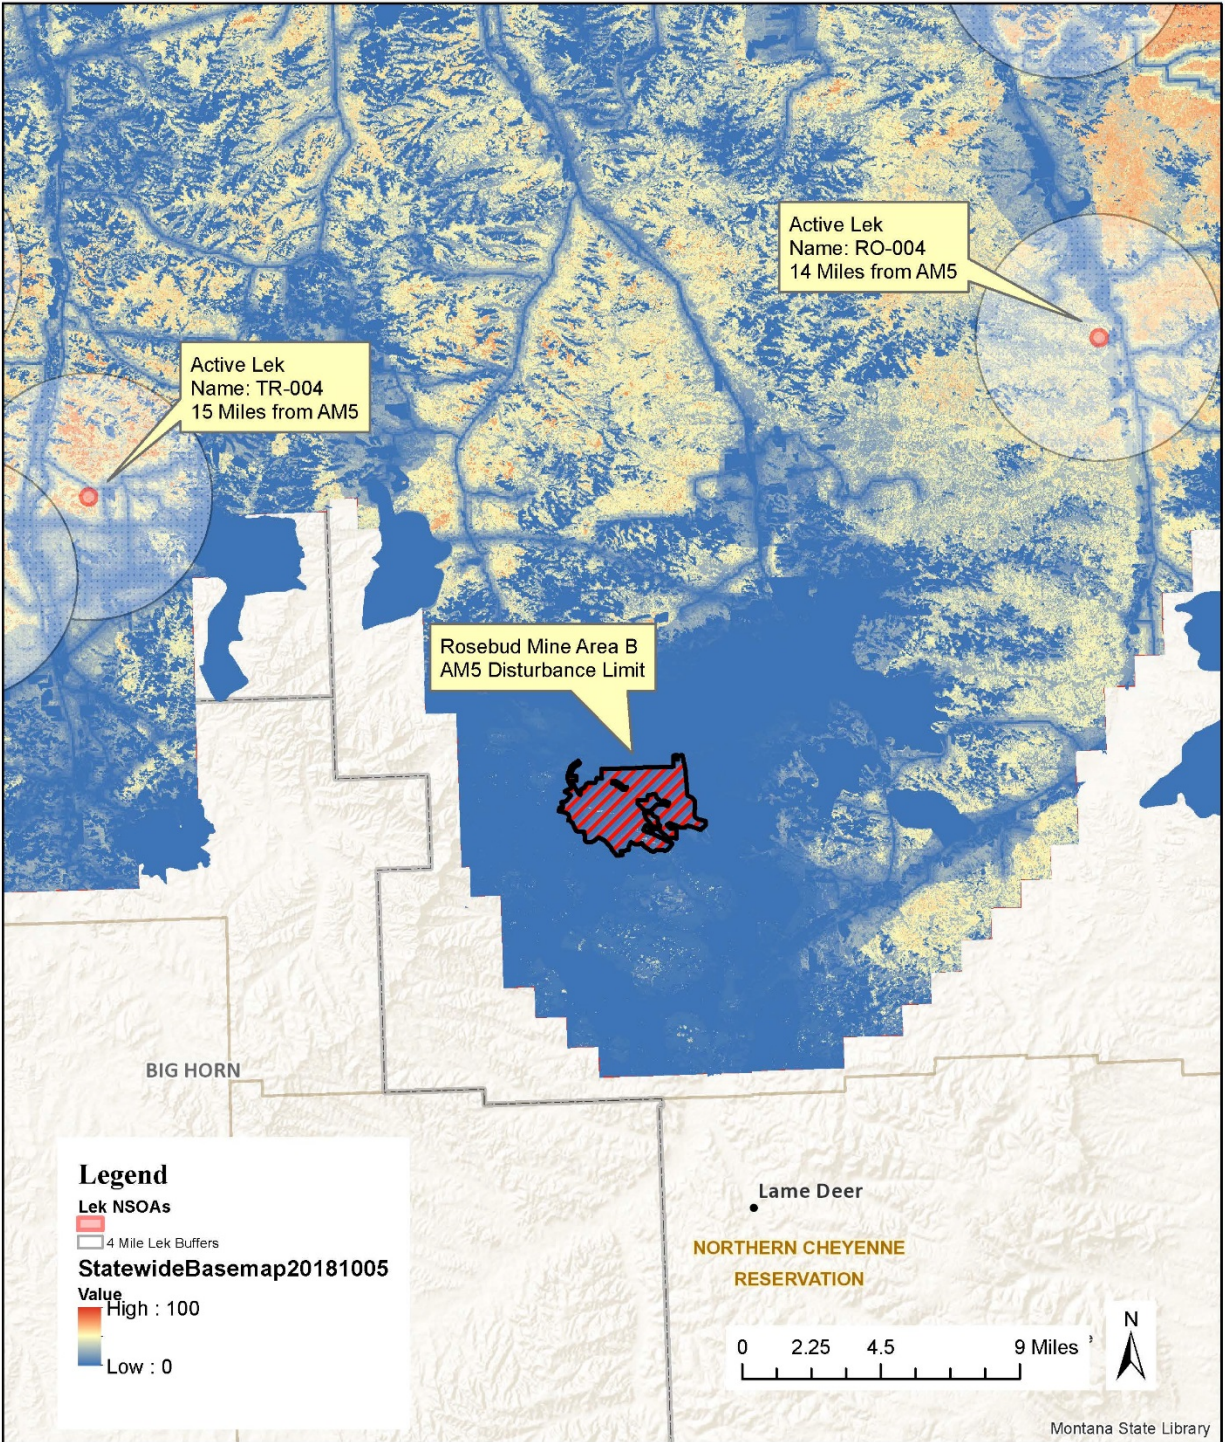 Active Lek
Name: RO-004
14 Miles from AM5
Active Lek
Name: TR-004
15 Miles from AM5
Rosebud Mine Area B
AM5 Disturbance Limit
BIG HORN
Legend
Lek NSOAs
4 Mile Lek Buffers
StatewideBasemap20181005
Value
High : 100
Low : 0
Lame Deer
NORTHERN CHEYENNE
RESERVATION
0 2.25 4.5 9 Miles
N
Montana State Library